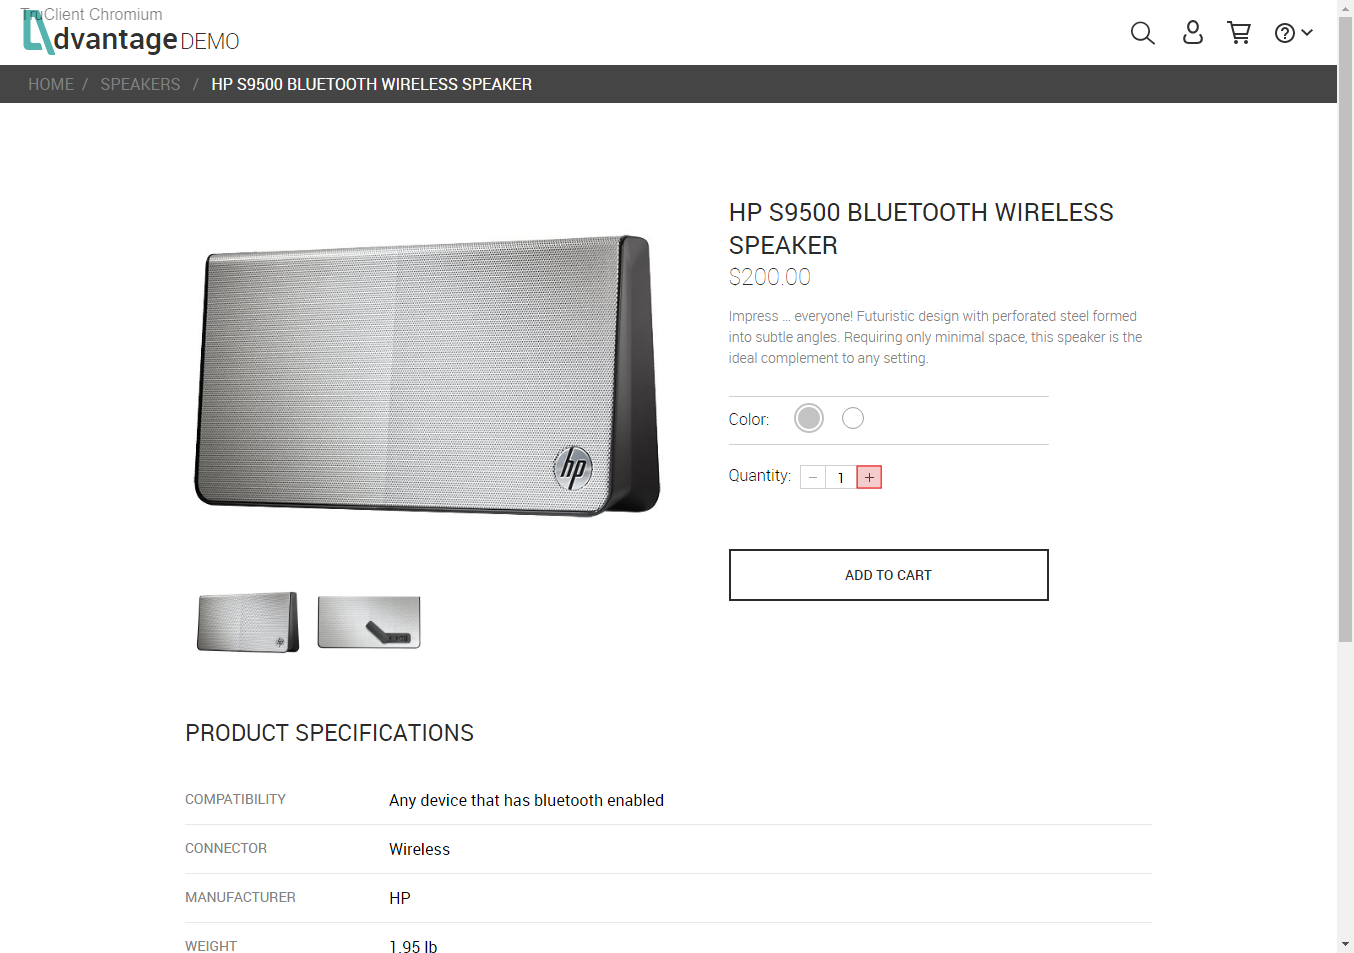 TruClient Chromium
dvantage DEMO
HOME / SPEAKERS / HP S9500 BLUETOOTH WIRELESS SPEAKER
HP S9500 BLUETOOTH WIRELESS
SPEAKER
$200.00
Impress ... everyone! Futuristic design with perforated steel formed
into subtle angles. Requiring only minimal space, this speaker is the
ideal complement to any setting.
Color:
Quantity: − 1 +
hp
ADD TO CART
PRODUCT SPECIFICATIONS
COMPATIBILITY Any device that has bluetooth enabled
CONNECTOR Wireless
MANUFACTURER HP
WEIGHT 1.95 lb